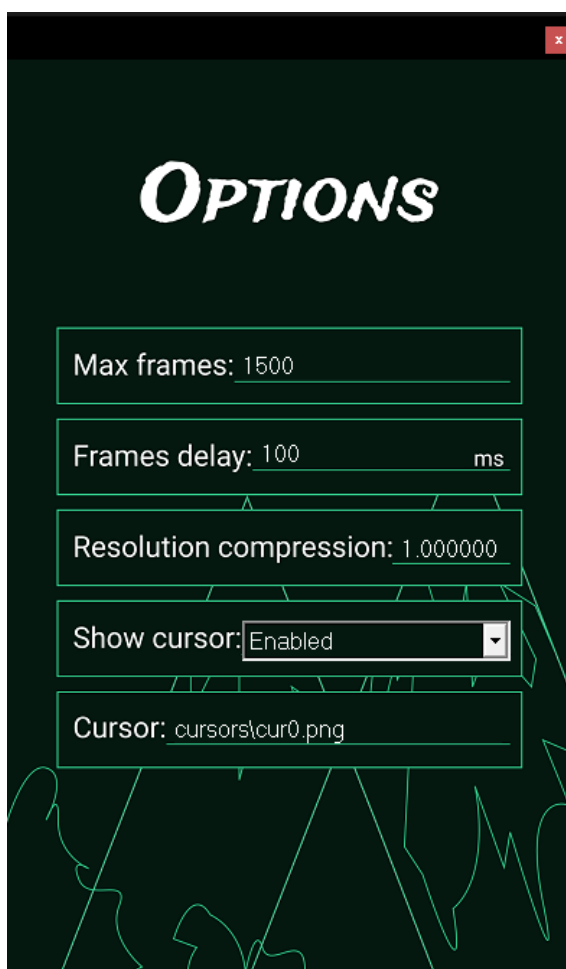 x
Options
Max frames: 1500
Frames delay: 100 ms
Resolution compression: 1.000000
Show cursor: Enabled
Cursor: cursors\cur0.png